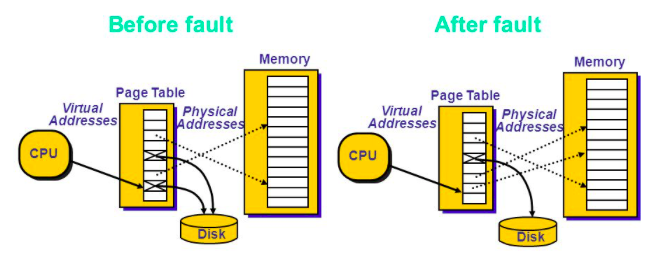 Before fault
Memory
Page Table
Virtual
Addresses
Physical
Addresses
CPU
Disk
After fault
Memory
Page Table
Virtual
Addresses
Physical
Addresses
CPU
Disk